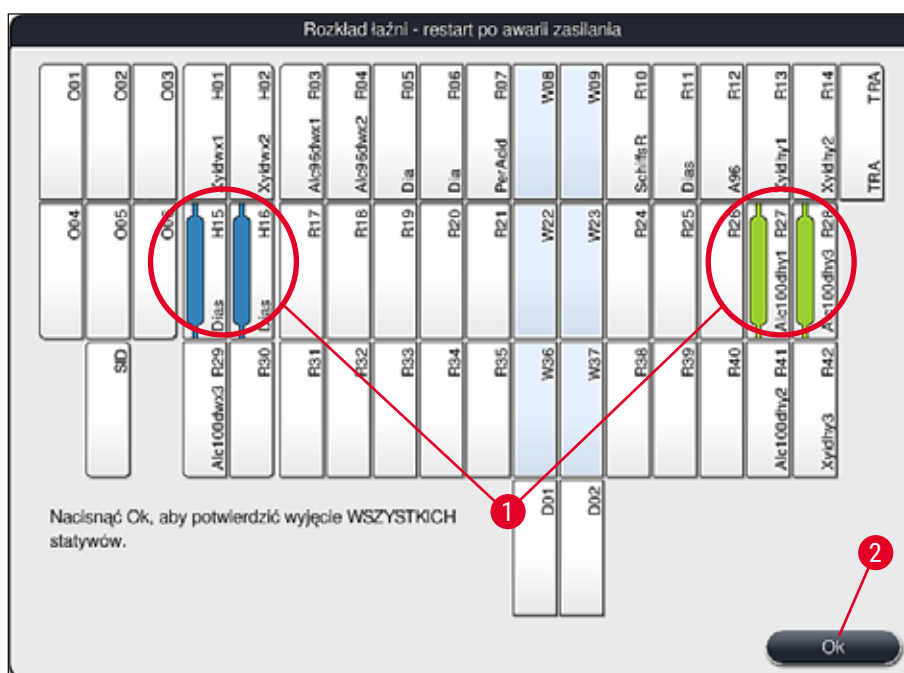 Rozkład łaźni - restart po awarii zasilania
O01
O02
O03
Xyldwx1 H01
Xyldwx2 H02
Alc96dwx1 R03
Alc96dwx2 R04
Dia R05
Dia R06
PerAcid R07
W08
W09
SchiffsR R10
Dias R11
A96 R12
Xyldhy1 R13
Xyldhy2 R14
TRA TRA
O04
O05
O06
Dias H15
Dias H16
R17
R18
R19
R20
R21
W22
W23
R24
R25
R26
Alc100dhy1 R27
Alc100dhy3 R28
SID
Alc100dwx3 R29
R30
R31
R32
R33
R34
R35
W36
W37
R38
R39
R40
Alc100dhy2 R41
Xyldhy3 R42
D01
D02
1
Nacisnąć Ok, aby potwierdzić wyjęcie WSZYSTKICH
statywów.
2
Ok